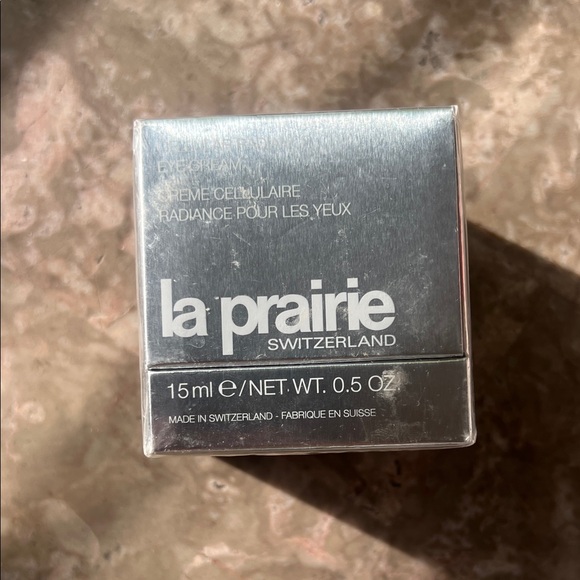 EYE CREAM
CRÈME CELLULAIRE
RADIANCE POUR LES YEUX
la prairie
SWITZERLAND
15ml ℮/NET WT. 0.5 OZ
MADE IN SWITZERLAND - FABRIQUE EN SUISSE